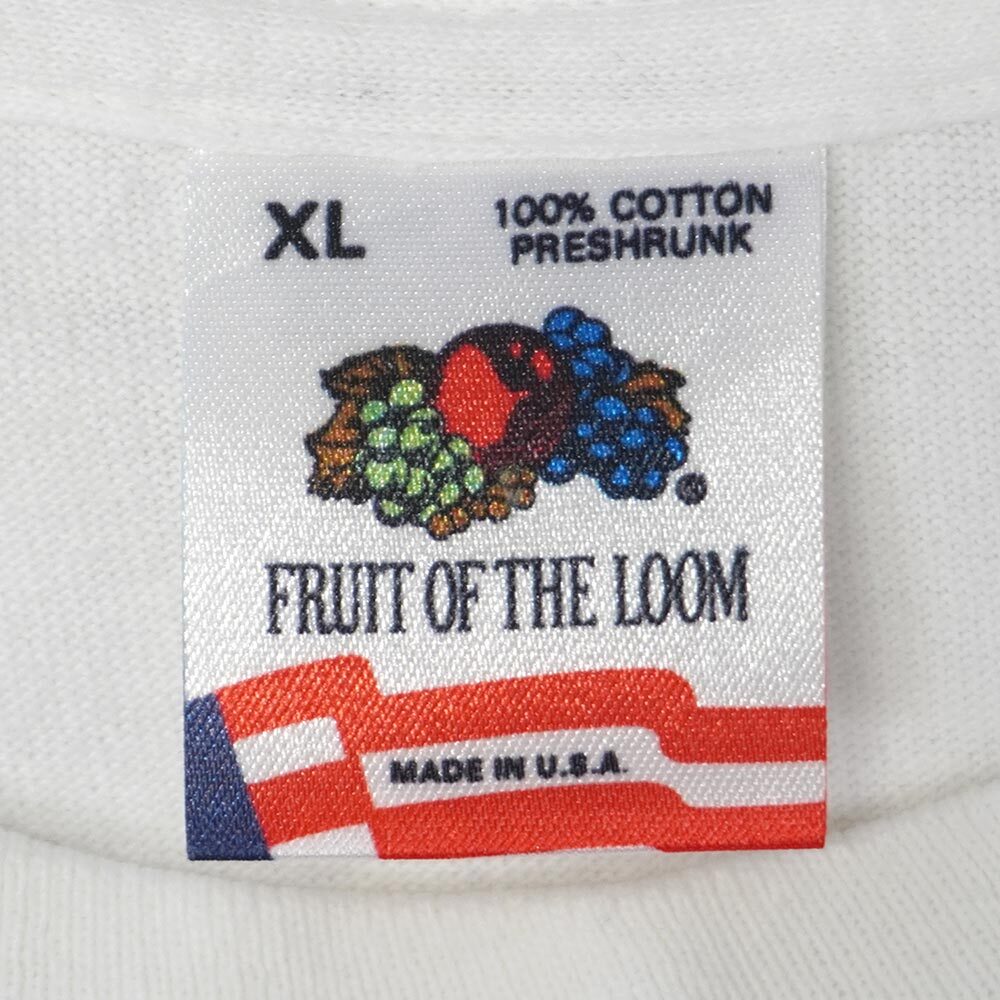 XL
100% COTTON
PRESHRUNK
®
FRUIT OF THE LOOM
MADE IN U.S.A.